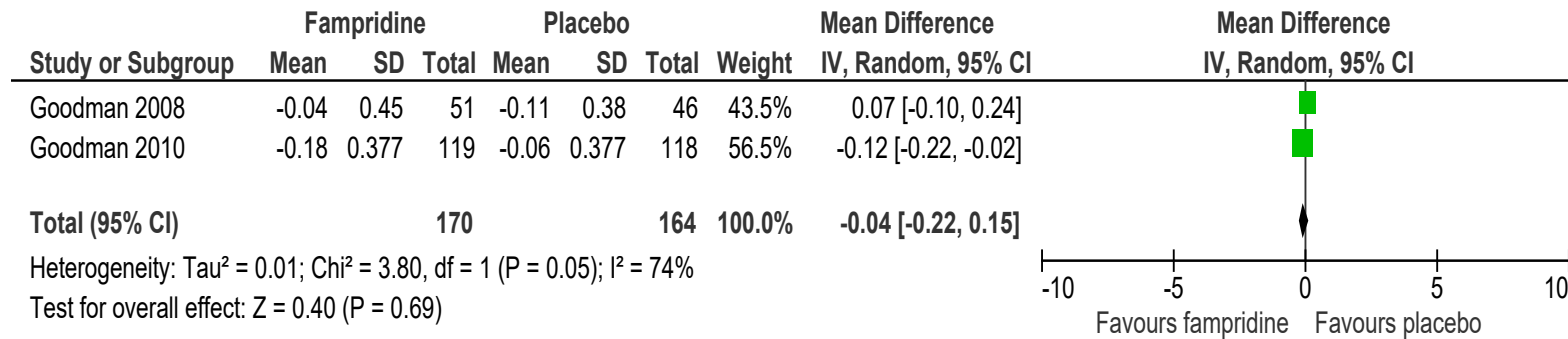 Fampridine Placebo Mean Difference Mean Difference
Study or Subgroup Mean SD Total Mean SD Total Weight IV, Random, 95% CI IV, Random, 95% CI
Goodman 2008 -0.04 0.45 51 -0.11 0.38 46 43.5% 0.07 [-0.10, 0.24]
Goodman 2010 -0.18 0.377 119 -0.06 0.377 118 56.5% -0.12 [-0.22, -0.02]
Total (95% CI) 170 164 100.0% -0.04 [-0.22, 0.15]
Heterogeneity: Tau² = 0.01; Chi² = 3.80, df = 1 (P = 0.05); I² = 74%
Test for overall effect: Z = 0.40 (P = 0.69)
-10 -5 0 5 10
Favours fampridine Favours placebo